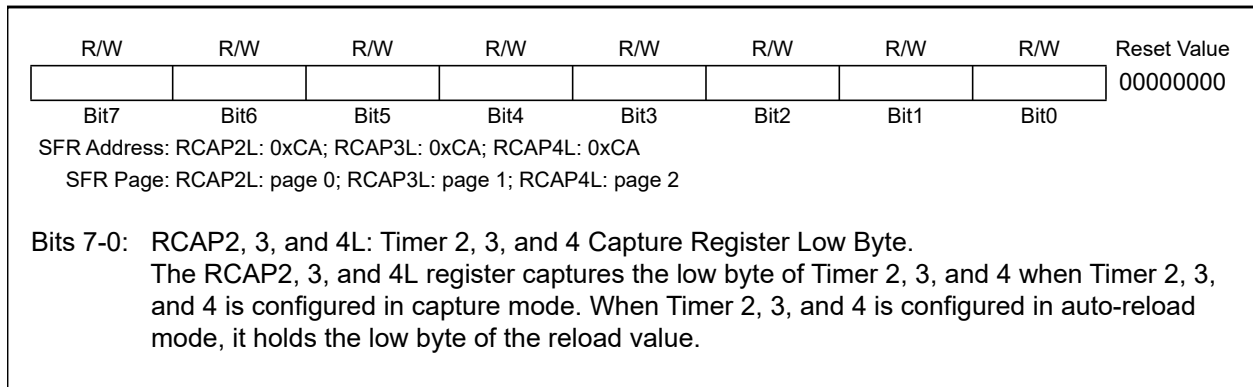 R/W R/W R/W R/W R/W R/W R/W R/W Reset Value
00000000
Bit7 Bit6 Bit5 Bit4 Bit3 Bit2 Bit1 Bit0
SFR Address: RCAP2L: 0xCA; RCAP3L: 0xCA; RCAP4L: 0xCA
SFR Page: RCAP2L: page 0; RCAP3L: page 1; RCAP4L: page 2
Bits 7-0: RCAP2, 3, and 4L: Timer 2, 3, and 4 Capture Register Low Byte.
The RCAP2, 3, and 4L register captures the low byte of Timer 2, 3, and 4 when Timer 2, 3,
and 4 is configured in capture mode. When Timer 2, 3, and 4 is configured in auto-reload
mode, it holds the low byte of the reload value.